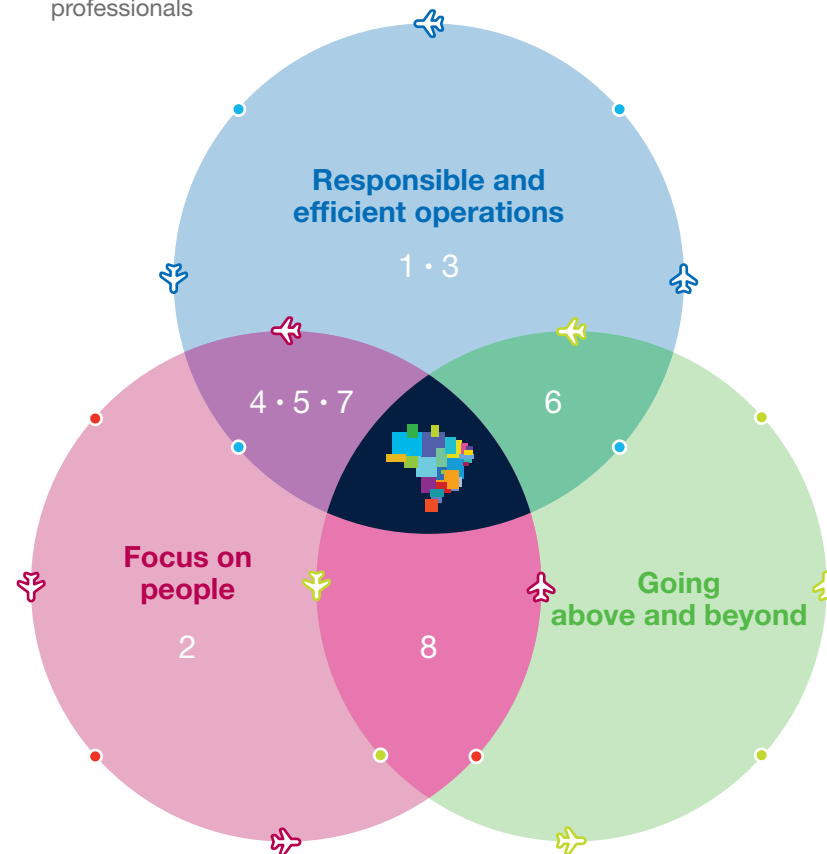 professionals
Responsible and
efficient operations
1 · 3
4 · 5 · 7
6
Focus on
people
Going
above and beyond
2
8